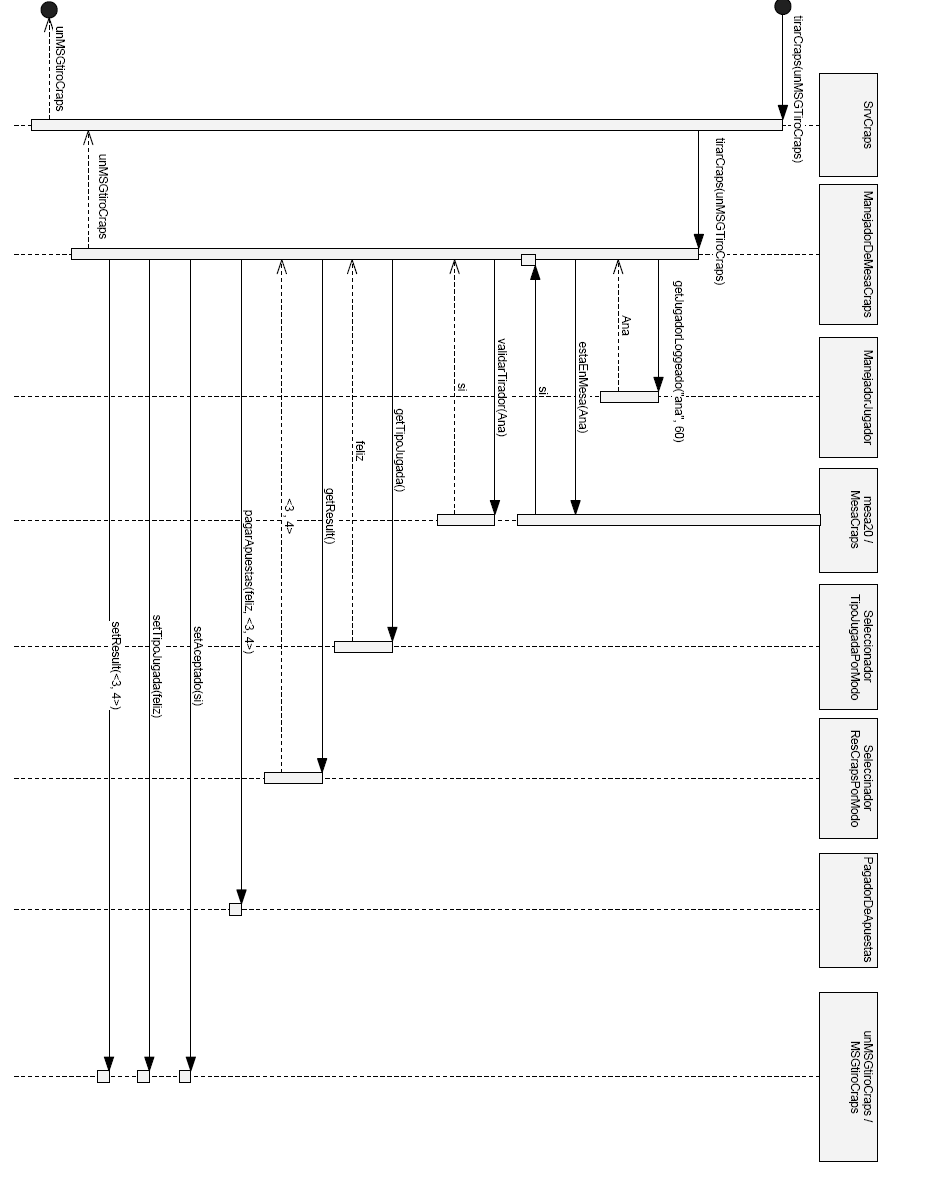 SrvCraps
ManejadorDeMesaCraps
ManejadorJugador
mesa20 /
MesaCraps
Seleccionador
TipoJugadaPorModo
Seleccinador
ResCrapsPorModo
PagadorDeApuestas
unMSGtiroCraps /
MSGtiroCraps
tirarCraps(unMSGTiroCraps)
tirarCraps(unMSGTiroCraps)
getJugadorLoggeado("ana", 60)
Ana
estaEnMesa(Ana)
si
validarTirador(Ana)
si
getTipoJugada()
feliz
getResult()
<3 , 4>
pagarApuestas(feliz, <3, 4>)
setAceptado(si)
setTipoJugada(feliz)
setResult(<3, 4>)
unMSGtiroCraps
unMSGtiroCraps